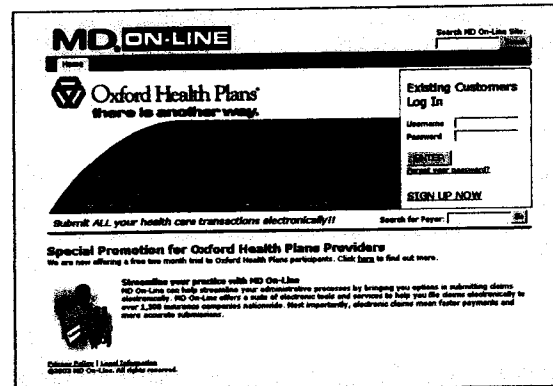 Search MD On-Line Site:
MD. ON-LINE
Home
Oxford Health Plans
there is another way.
Existing Customers
Log In
Username
Password
ENTER
Forgot your password?
SIGN UP NOW
Submit ALL your health care transactions electronically!!
Search for Payer:
Special Promotion for Oxford Health Plans Providers
We are now offering a free two month trial to Oxford Health Plans participants. Click here to find out more.
Streamline your practice with MD On-Line
MD On-Line can help streamline your administrative processes by bringing you options in submitting claims
electronically. MD On-Line offers a suite of electronic tools and services to help you file claims electronically to
over 1,300 insurance companies nationwide. Most importantly, electronic claims mean faster payments and
more accurate submissions.
Privacy Policy | Legal Information
©2003 MD On-Line. All rights reserved.